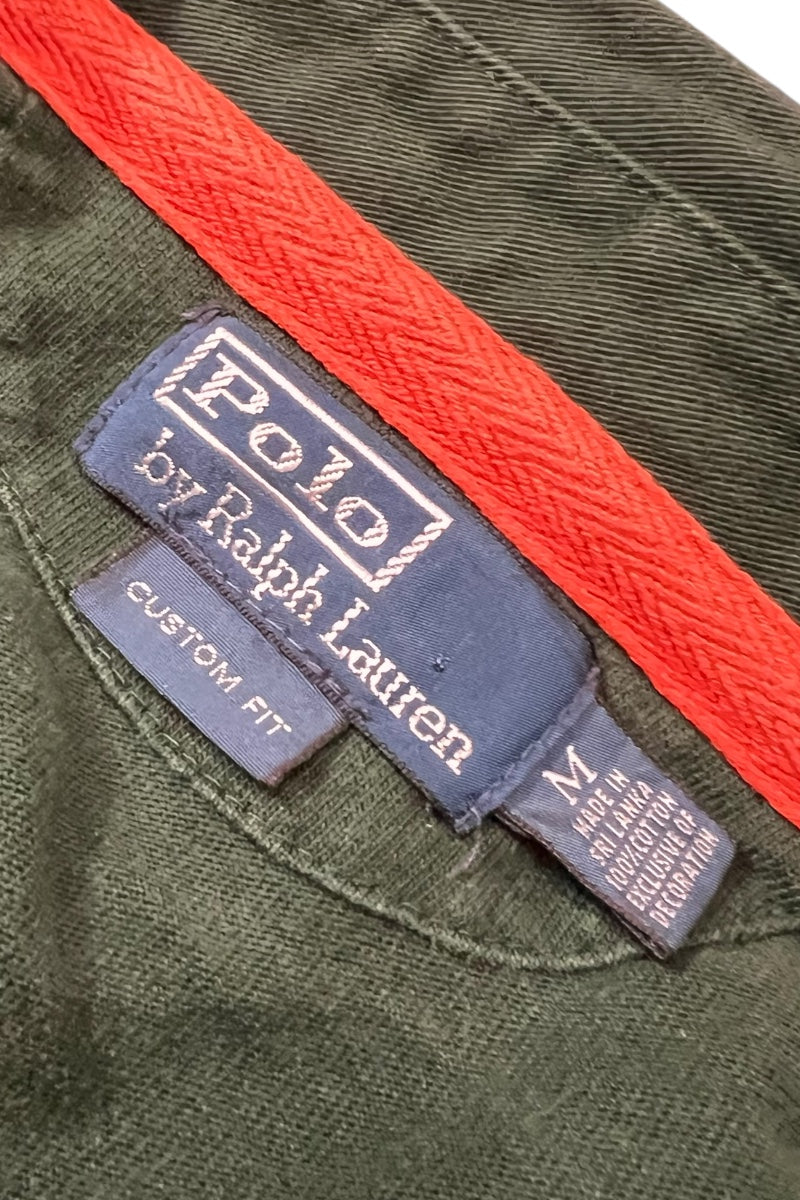 Polo
by Ralph Lauren
CUSTOM FIT
M
MADE IN
SRI LANKA
100%COTTON
EXCLUSIVE OF
DECORATION